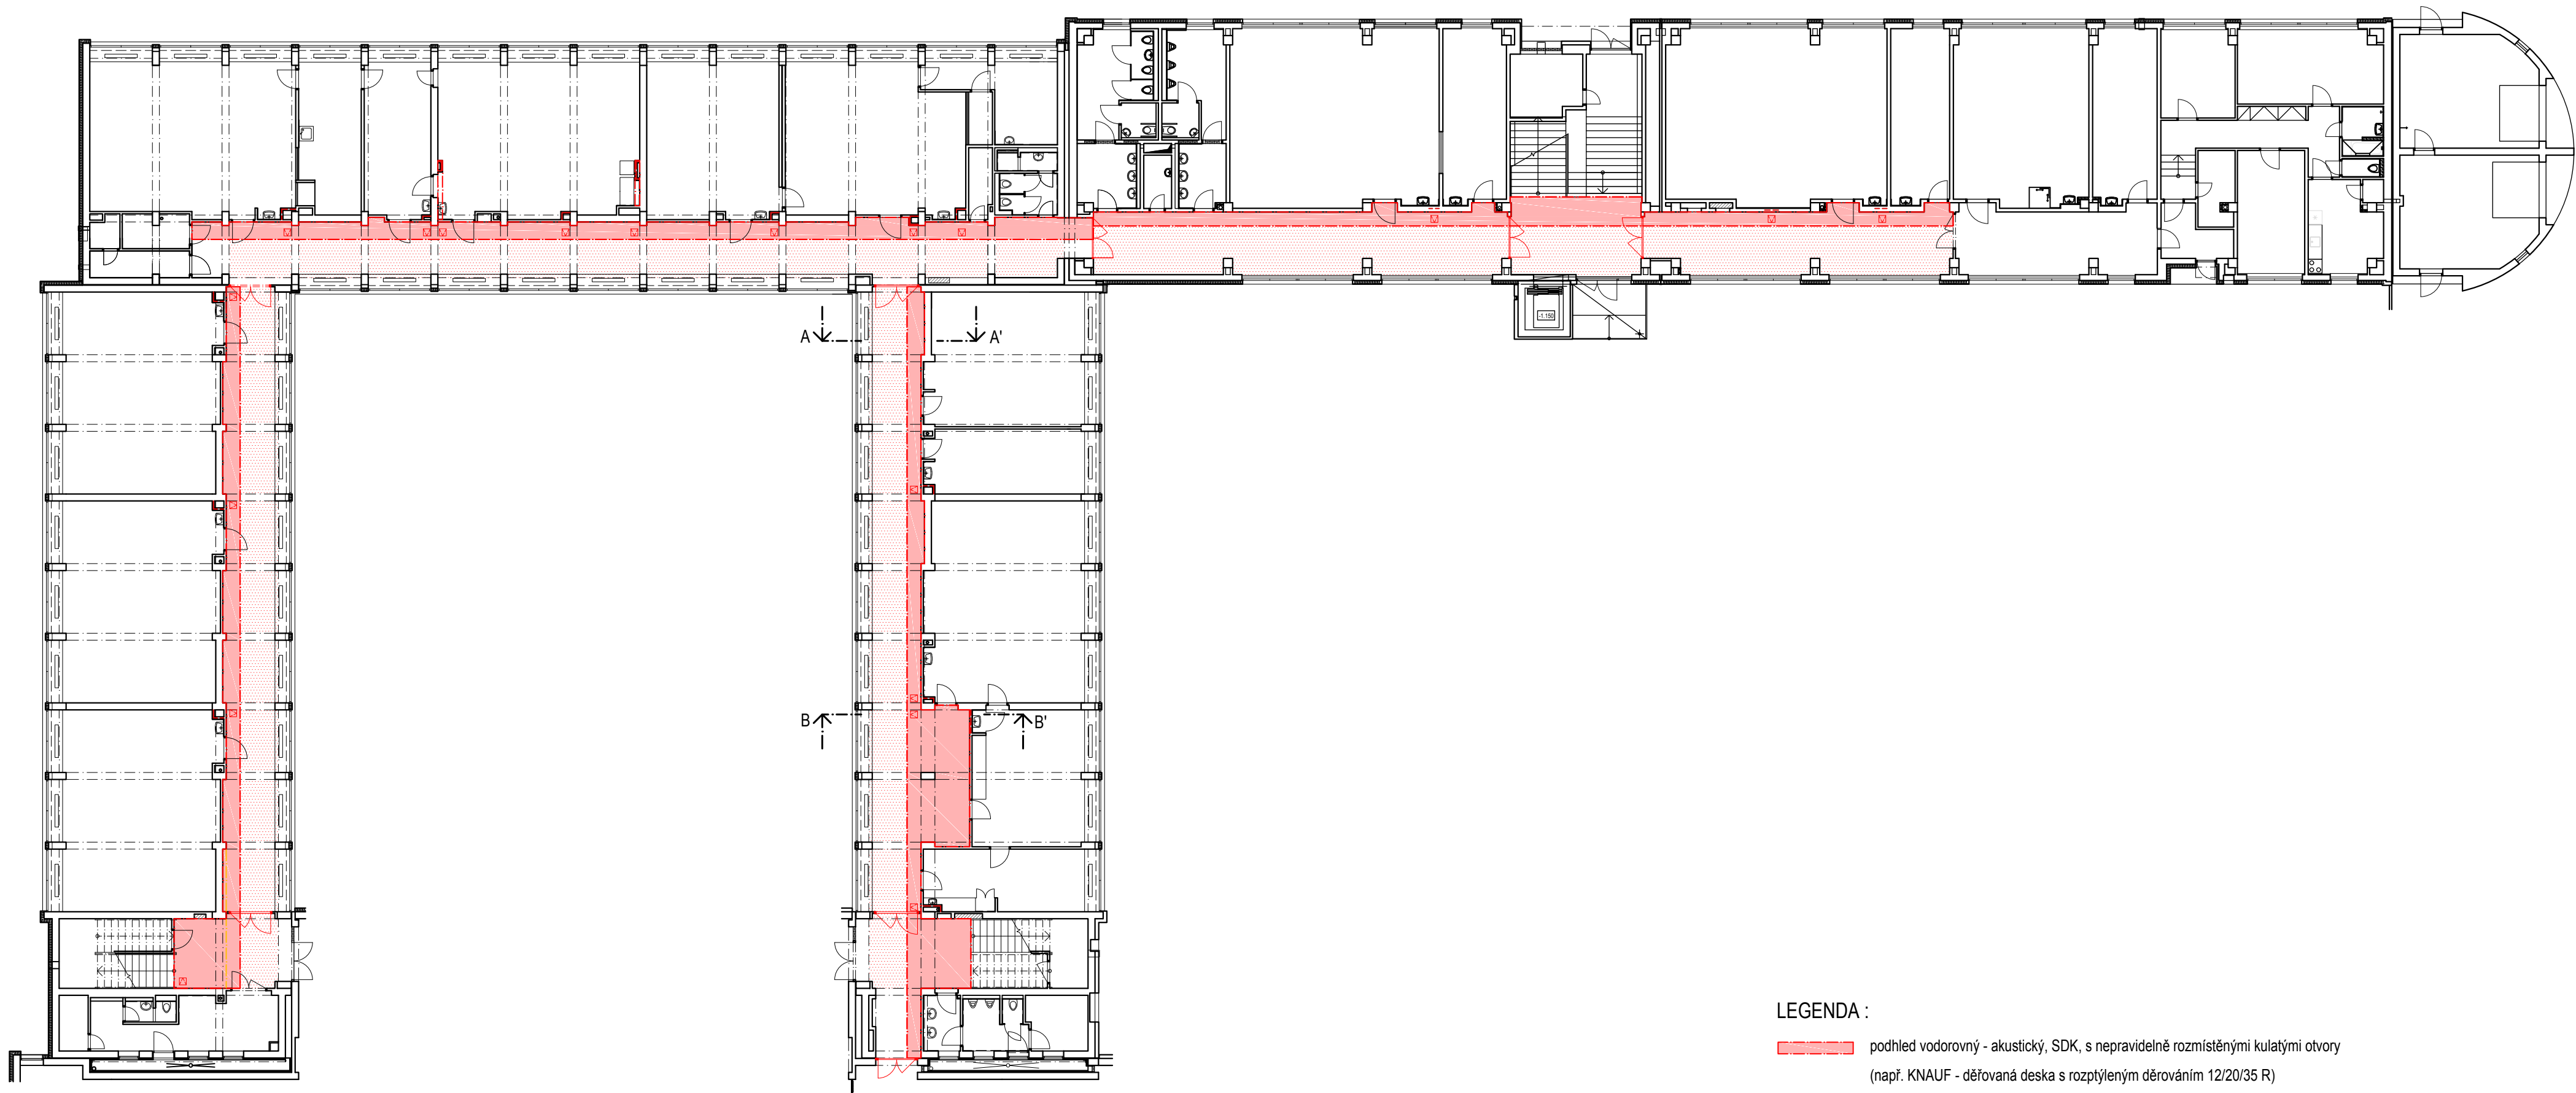 -1.150
A
A'
B
B'
LEGENDA :
podhled vodorovný - akustický, SDK, s nepravidelně rozmístěnými kulatými otvory
(např. KNAUF - děřovaná deska s rozptýleným děrováním 12/20/35 R)